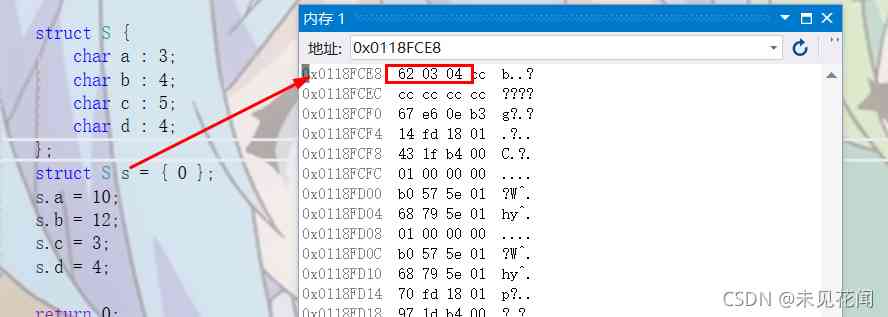 struct S {
char a : 3;
char b : 4;
char c : 5;
char d : 4;
};
struct S s = { 0 };
s.a = 10;
s.b = 12;
s.c = 3;
s.d = 4;
return 0;
内存 1
地址: 0x0118FCE8
0x0118FCE8 62 03 04 cc b..?
0x0118FCEC cc cc cc cc ????
0x0118FCF0 67 e6 0e b3 g?.?
0x0118FCF4 14 fd 18 01 .?..
0x0118FCF8 43 1f b4 00 C.?.
0x0118FCFC 01 00 00 00 ....
0x0118FD00 b0 57 5e 01 ?W^.
0x0118FD04 68 79 5e 01 hy^.
0x0118FD08 01 00 00 00 ....
0x0118FD0C b0 57 5e 01 ?W^.
0x0118FD10 68 79 5e 01 hy^.
0x0118FD14 70 fd 18 01 p?..
0x0118FD18 97 1d b4 00 ?.?.
CSDN @未见花闻